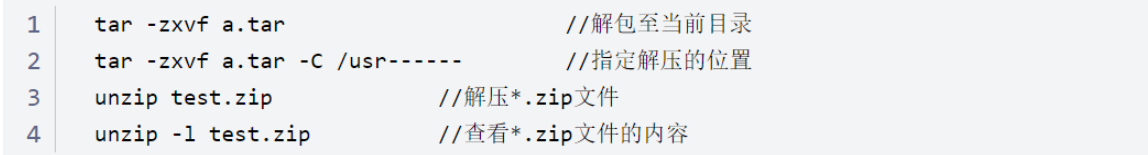 1 tar -zxvf a.tar //解包至当前目录
2 tar -zxvf a.tar -C /usr------ //指定解压的位置
3 unzip test.zip //解压*.zip文件
4 unzip -l test.zip //查看*.zip文件的内容